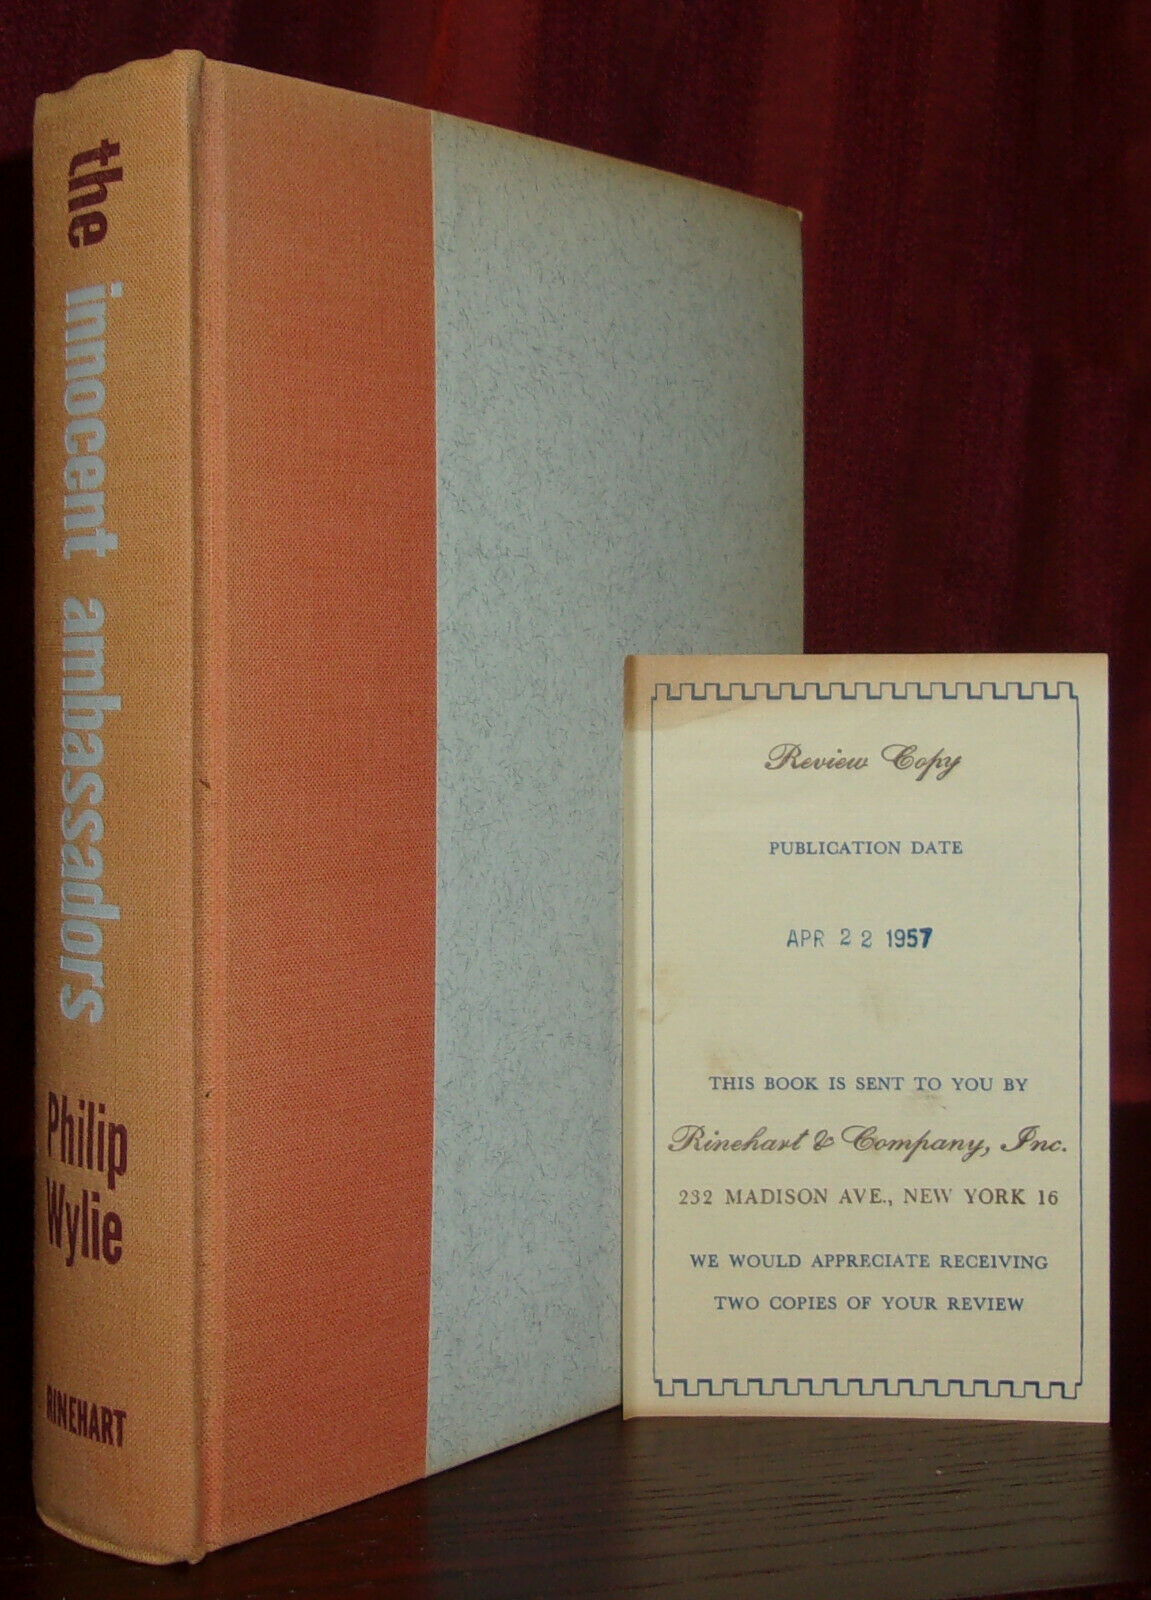 the innocent ambassadors
Philip
Wylie
RINEHART
Review Copy
PUBLICATION DATE
APR 22 1957
THIS BOOK IS SENT TO YOU BY
Rinehart & Company, Inc.
232 MADISON AVE., NEW YORK 16
WE WOULD APPRECIATE RECEIVING
TWO COPIES OF YOUR REVIEW